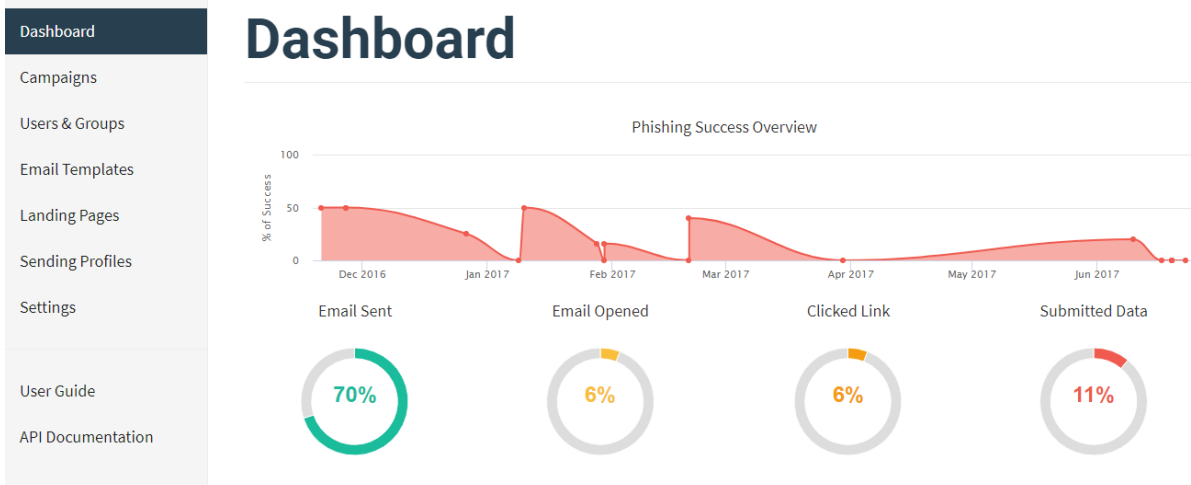 Dashboard
Campaigns
Users & Groups
Email Templates
Landing Pages
Sending Profiles
Settings
User Guide
API Documentation
Dashboard
Phishing Success Overview
% of Success
100
50
0
Dec 2016 Jan 2017 Feb 2017 Mar 2017 Apr 2017 May 2017 Jun 2017
Email Sent Email Opened Clicked Link Submitted Data
70% 6% 6% 11%